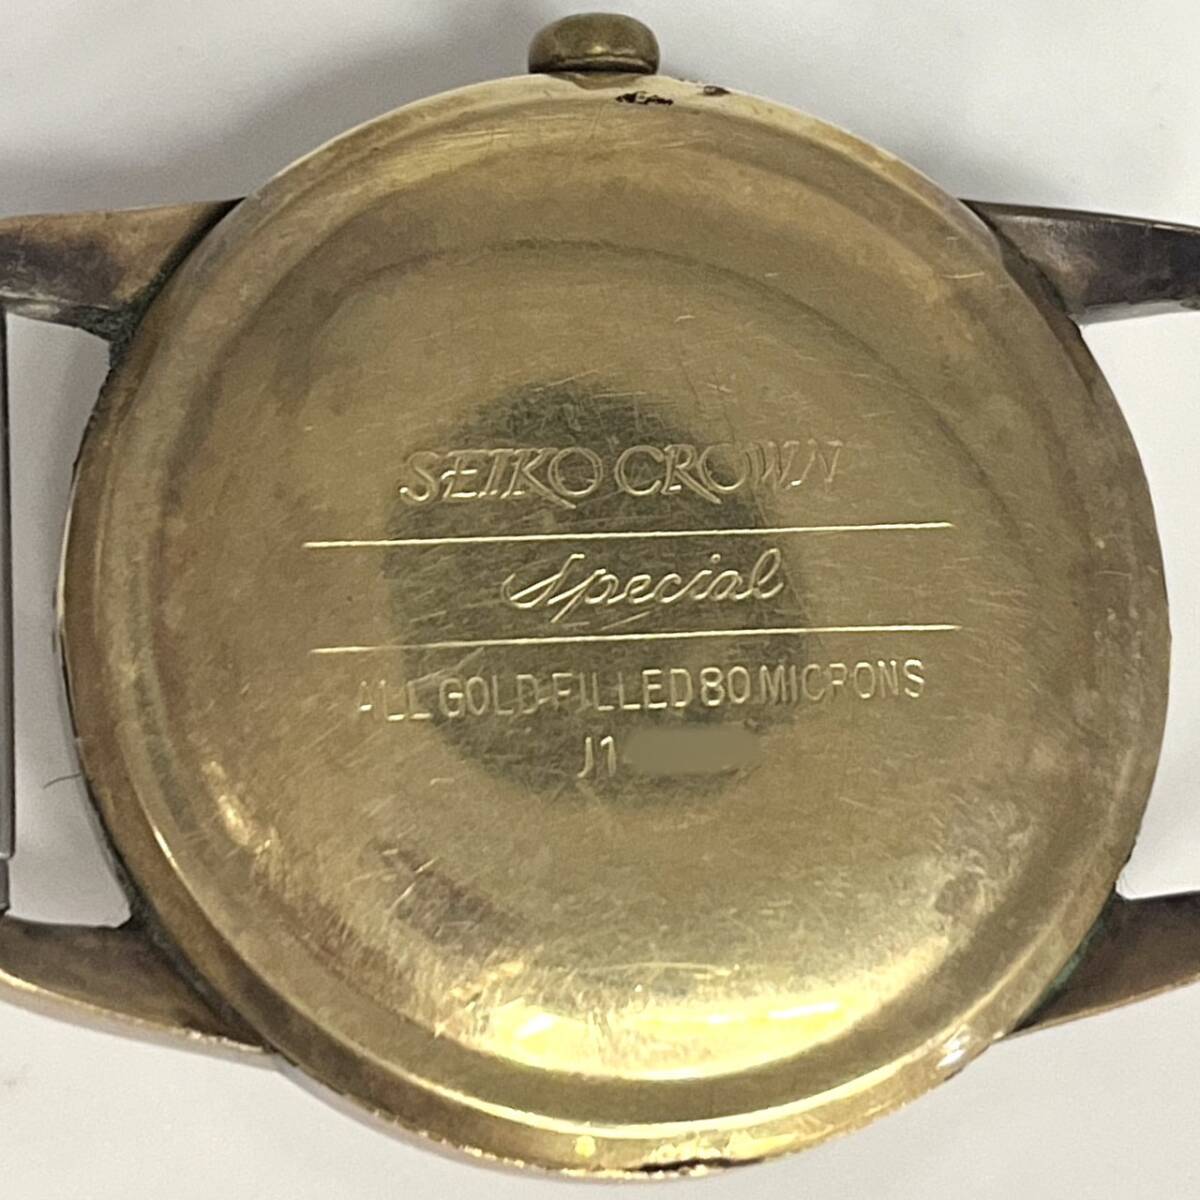 SEIKO CROWN
Special
ALL GOLD FILLED 80 MICRONS
J1